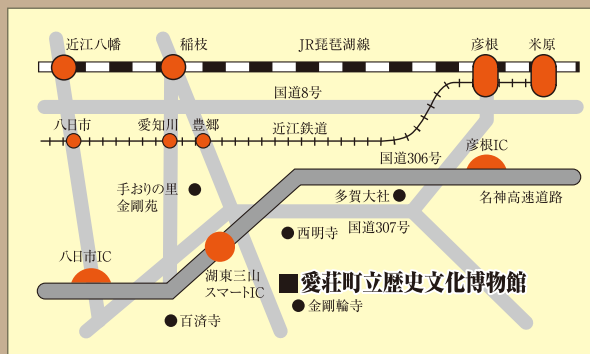 近江八幡
稲枝
JR琵琶湖線
彦根
米原
国道8号
八日市
愛知川
豊郷
近江鉄道
国道306号
彦根IC
手おりの里
金剛苑
多賀大社
名神高速道路
西明寺
国道307号
八日市IC
湖東三山
スマートIC
愛荘町立歴史文化博物館
金剛輪寺
百済寺